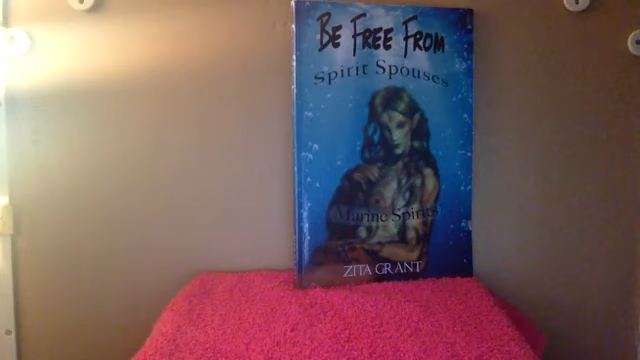 Be Free From
Spirit Spouses
Marine Spirits
ZITA GRANT